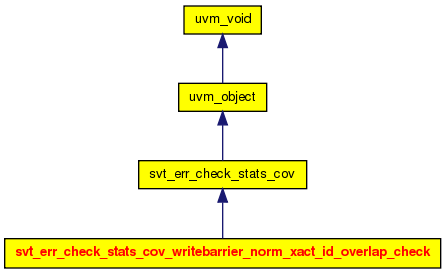 uvm_void
uvm_object
svt_err_check_stats_cov
svt_err_check_stats_cov_writebarrier_norm_xact_id_overlap_check